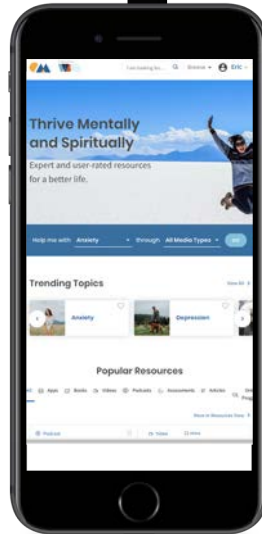 I am looking for...
Browse
Eric
Thrive Mentally
and Spiritually
Expert and user-rated resources
for a better life.
Help me with Anxiety through All Media Types
Trending Topics
View All
Anxiety
Depression
Popular Resources
Apps Books Videos Podcasts Assessments Articles
Podcast
Video